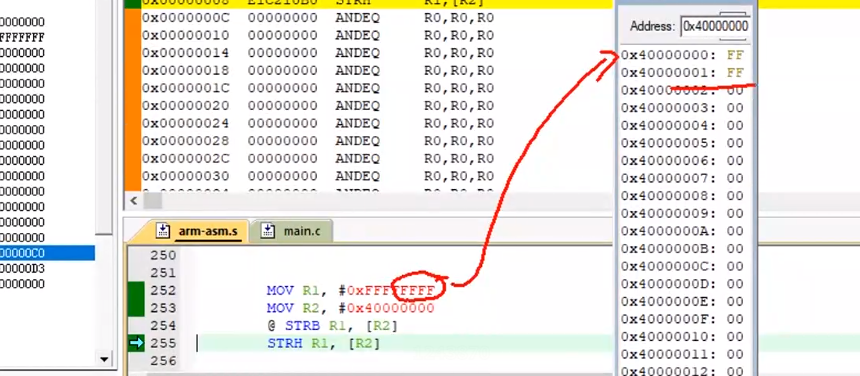 0000
FFFFFFF
0000000
0000000
0000000
0000000
0000000
0000000
0000000
0000000
0000000
0000000
0000000
0000000
000000C0
00000D3
0000000
0x00000008 E1C210B0 STRH R1,[R2]
0x0000000C 00000000 ANDEQ R0,R0,R0
0x00000010 00000000 ANDEQ R0,R0,R0
0x00000014 00000000 ANDEQ R0,R0,R0
0x00000018 00000000 ANDEQ R0,R0,R0
0x0000001C 00000000 ANDEQ R0,R0,R0
0x00000020 00000000 ANDEQ R0,R0,R0
0x00000024 00000000 ANDEQ R0,R0,R0
0x00000028 00000000 ANDEQ R0,R0,R0
0x0000002C 00000000 ANDEQ R0,R0,R0
0x00000030 00000000 ANDEQ R0,R0,R0
Address: 0x40000000
0x40000000: FF
0x40000001: FF
0x40000002: 00
0x40000003: 00
0x40000004: 00
0x40000005: 00
0x40000006: 00
0x40000007: 00
0x40000008: 00
0x40000009: 00
0x4000000A: 00
0x4000000B: 00
0x4000000C: 00
0x4000000D: 00
0x4000000E: 00
0x4000000F: 00
0x40000010: 00
0x40000011: 00
0x40000012: 00
arm-asm.s main.c
250
251
252 MOV R1, #0xFFFFFFFF
253 MOV R2, #0x40000000
254 @ STRB R1, [R2]
255 STRH R1, [R2]
256